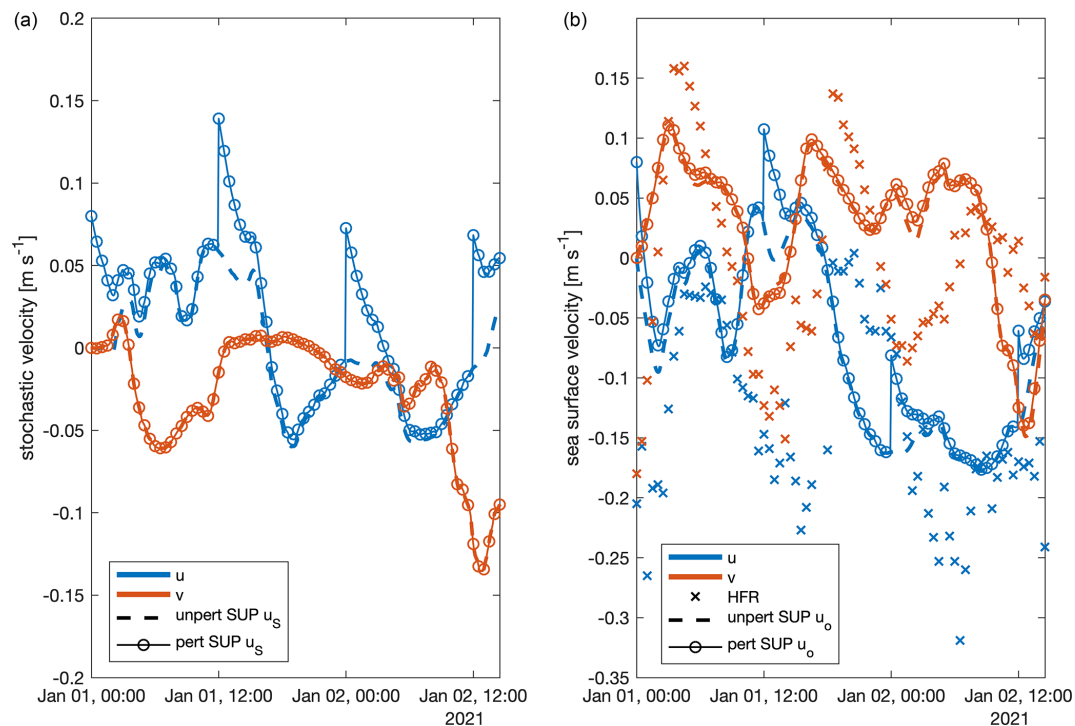 (a)
stochastic velocity [m s⁻¹]
0.2
0.15
0.1
0.05
0
-0.05
-0.1
-0.15
-0.2
u
v
unpert SUP u_S
pert SUP u_S
Jan 01, 00:00 Jan 01, 12:00 Jan 02, 00:00 Jan 02, 12:00
2021
(b)
sea surface velocity [m s⁻¹]
0.15
0.1
0.05
0
-0.05
-0.1
-0.15
-0.2
-0.25
-0.3
-0.35
u
v
HFR
unpert SUP u_o
pert SUP u_o
Jan 01, 00:00 Jan 01, 12:00 Jan 02, 00:00 Jan 02, 12:00
2021